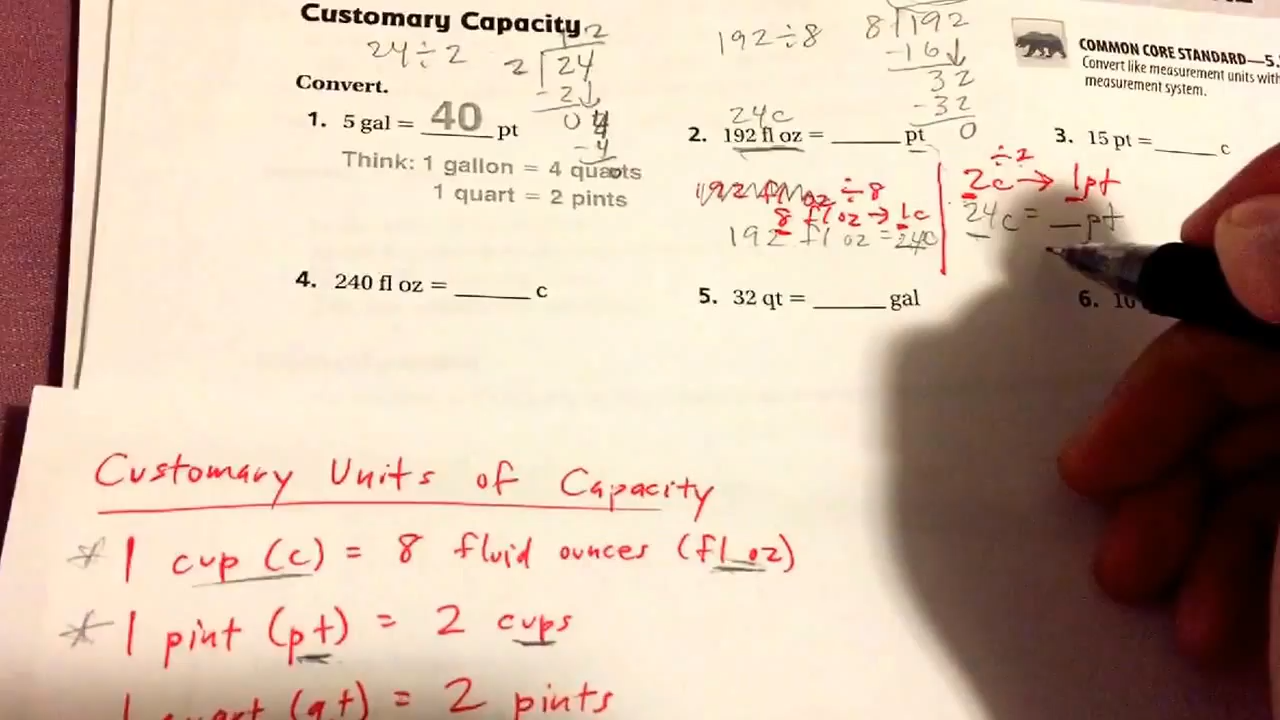 Customary Capacity
24÷2
12
2 24
-2↓
04
-4
0
192÷8
8 192
-16↓
32
-32
0
COMMON CORE STANDARD—5.
Convert like measurement units with
measurement system.
Convert.
1. 5 gal = 40 pt
Think: 1 gallon = 4 quarts
1 quart = 2 pints
24c
2. 192 fl oz = ______ pt
÷8
8 fl oz → 1c
192 fl oz = 24c
÷2
2c → 1pt
24c = _pt
3. 15 pt = ______ c
4. 240 fl oz = ______ c
5. 32 qt = ______ gal
6. 10
Customary Units of Capacity
* 1 cup (c) = 8 fluid ounces (fl oz)
* 1 pint (pt) = 2 cups
1 quart (qt) = 2 pints